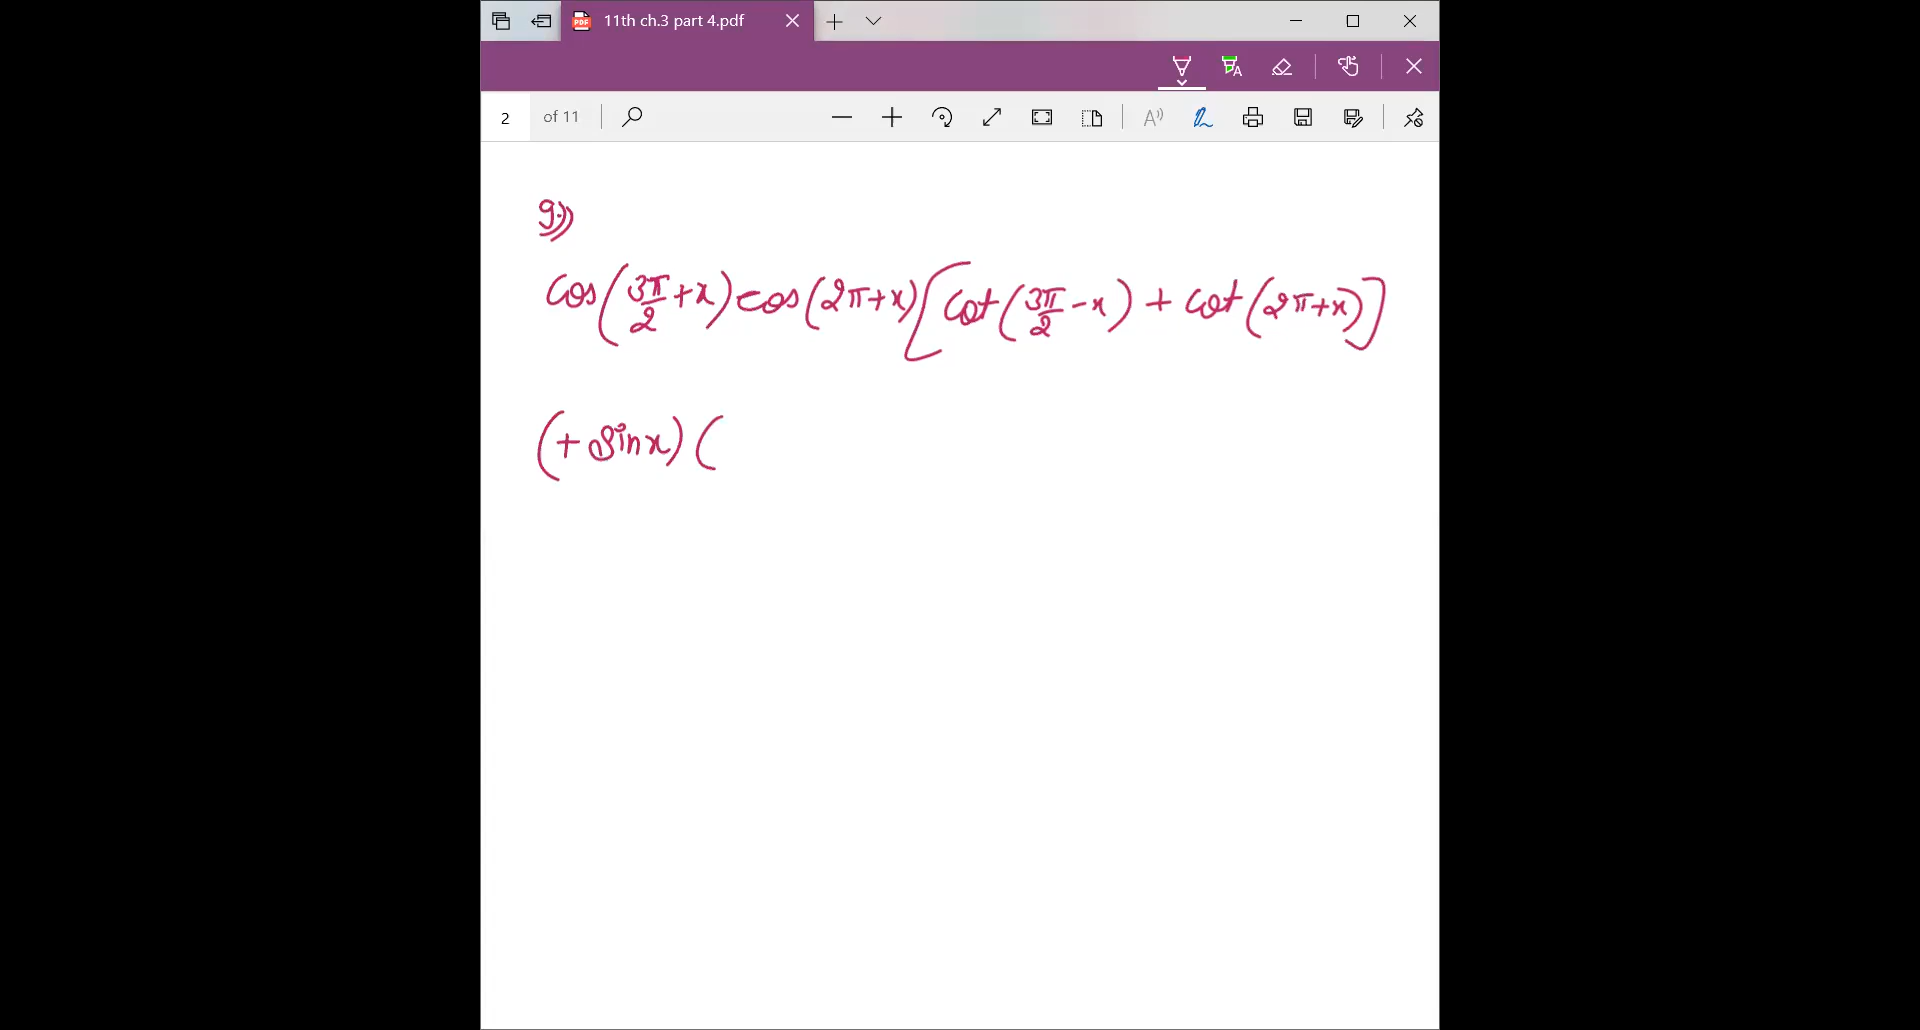 11th ch.3 part 4.pdf
2 of 11
9))
cos(3π/2+x) cos(2π+x)[cot(3π/2-x) + cot(2π+x)]
(+ sinx) (